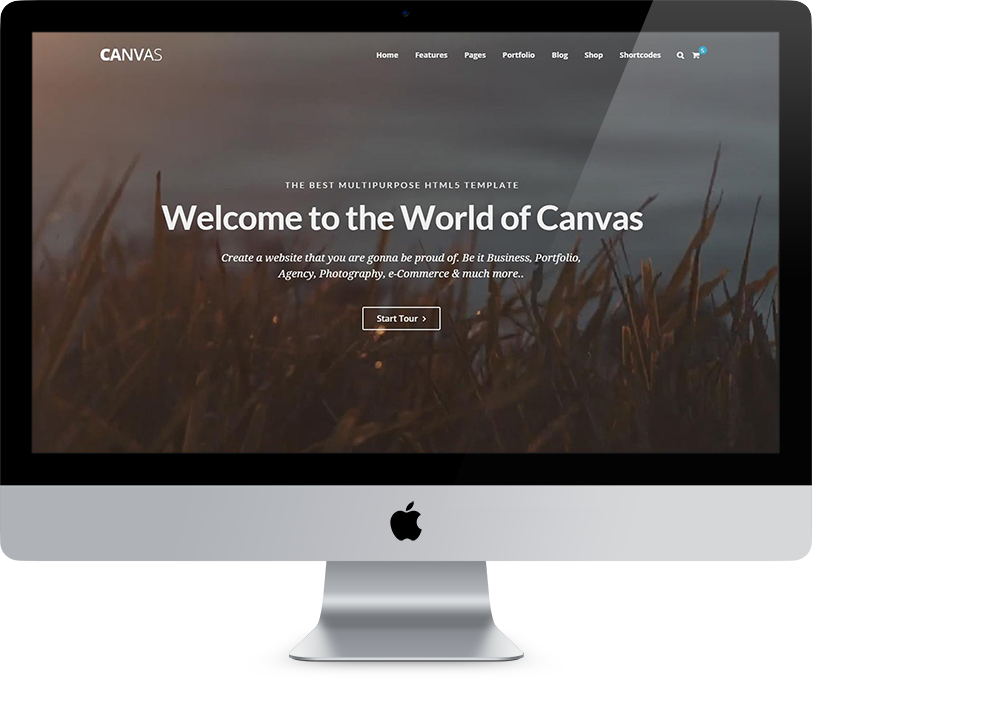 CANVAS
Home Features Pages Portfolio Blog Shop Shortcodes 5
THE BEST MULTIPURPOSE HTML5 TEMPLATE
Welcome to the World of Canvas
Create a website that you are gonna be proud of. Be it Business, Portfolio,
Agency, Photography, e-Commerce & much more..
Start Tour